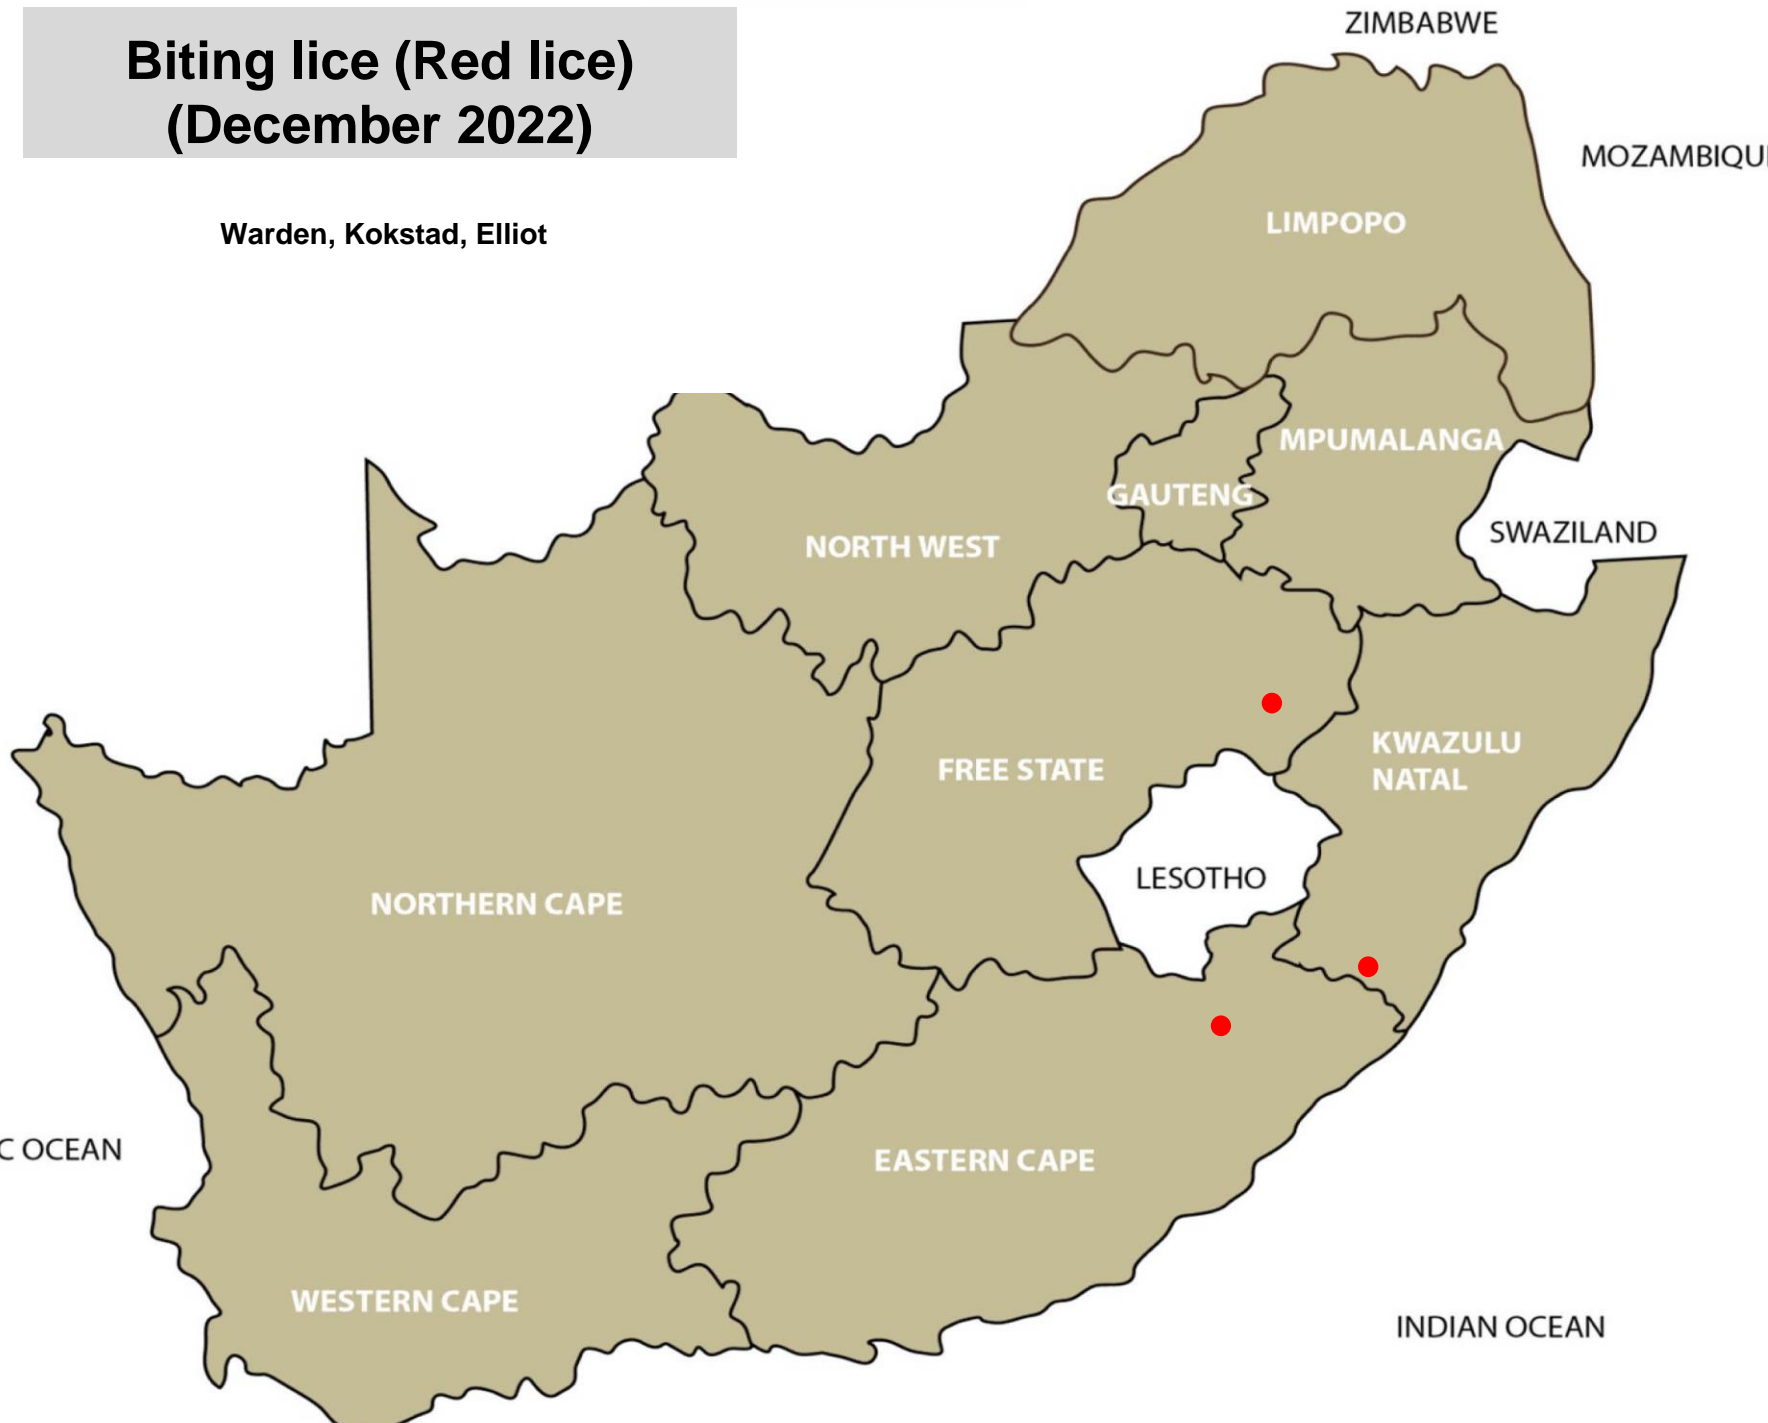 Biting lice (Red lice)
(December 2022)
Warden, Kokstad, Elliot
ZIMBABWE
MOZAMBIQU
LIMPOPO
MPUMALANGA
GAUTENG
SWAZILAND
NORTH WEST
KWAZULU
NATAL
FREE STATE
LESOTHO
NORTHERN CAPE
C OCEAN
EASTERN CAPE
WESTERN CAPE
INDIAN OCEAN